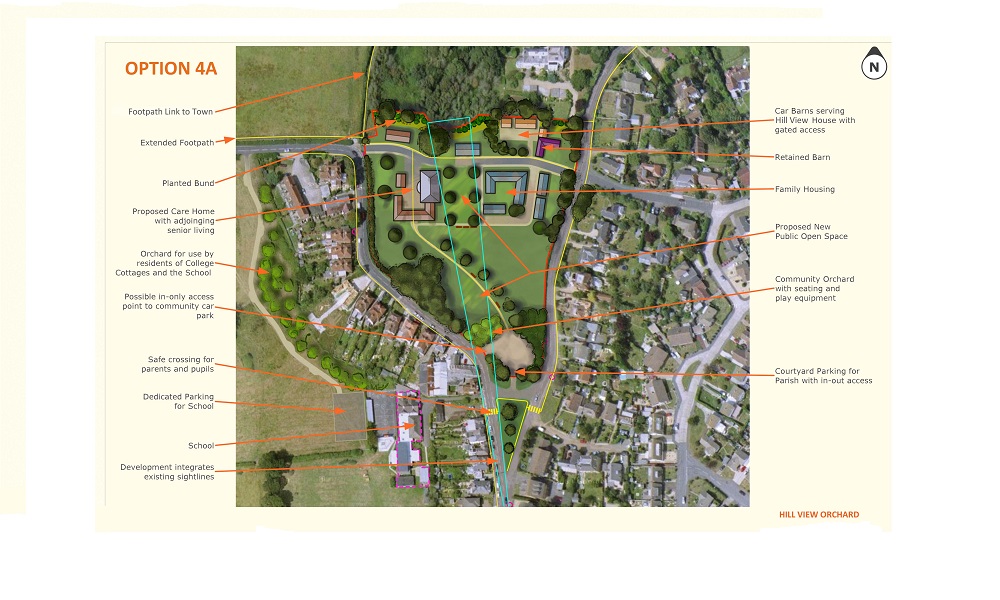 OPTION 4A
N
Footpath Link to Town
Extended Footpath
Planted Bund
Proposed Care Home
with adjoinging
senior living
Orchard for use by
residents of College
Cottages and the School
Possible in-only access
point to community car
park
Safe crossing for
parents and pupils
Dedicated Parking
for School
School
Development integrates
existing sightlines
Car Barns serving
Hill View House with
gated access
Retained Barn
Family Housing
Proposed New
Public Open Space
Community Orchard
with seating and
play equipment
Courtyard Parking for
Parish with in-out access
HILL VIEW ORCHARD